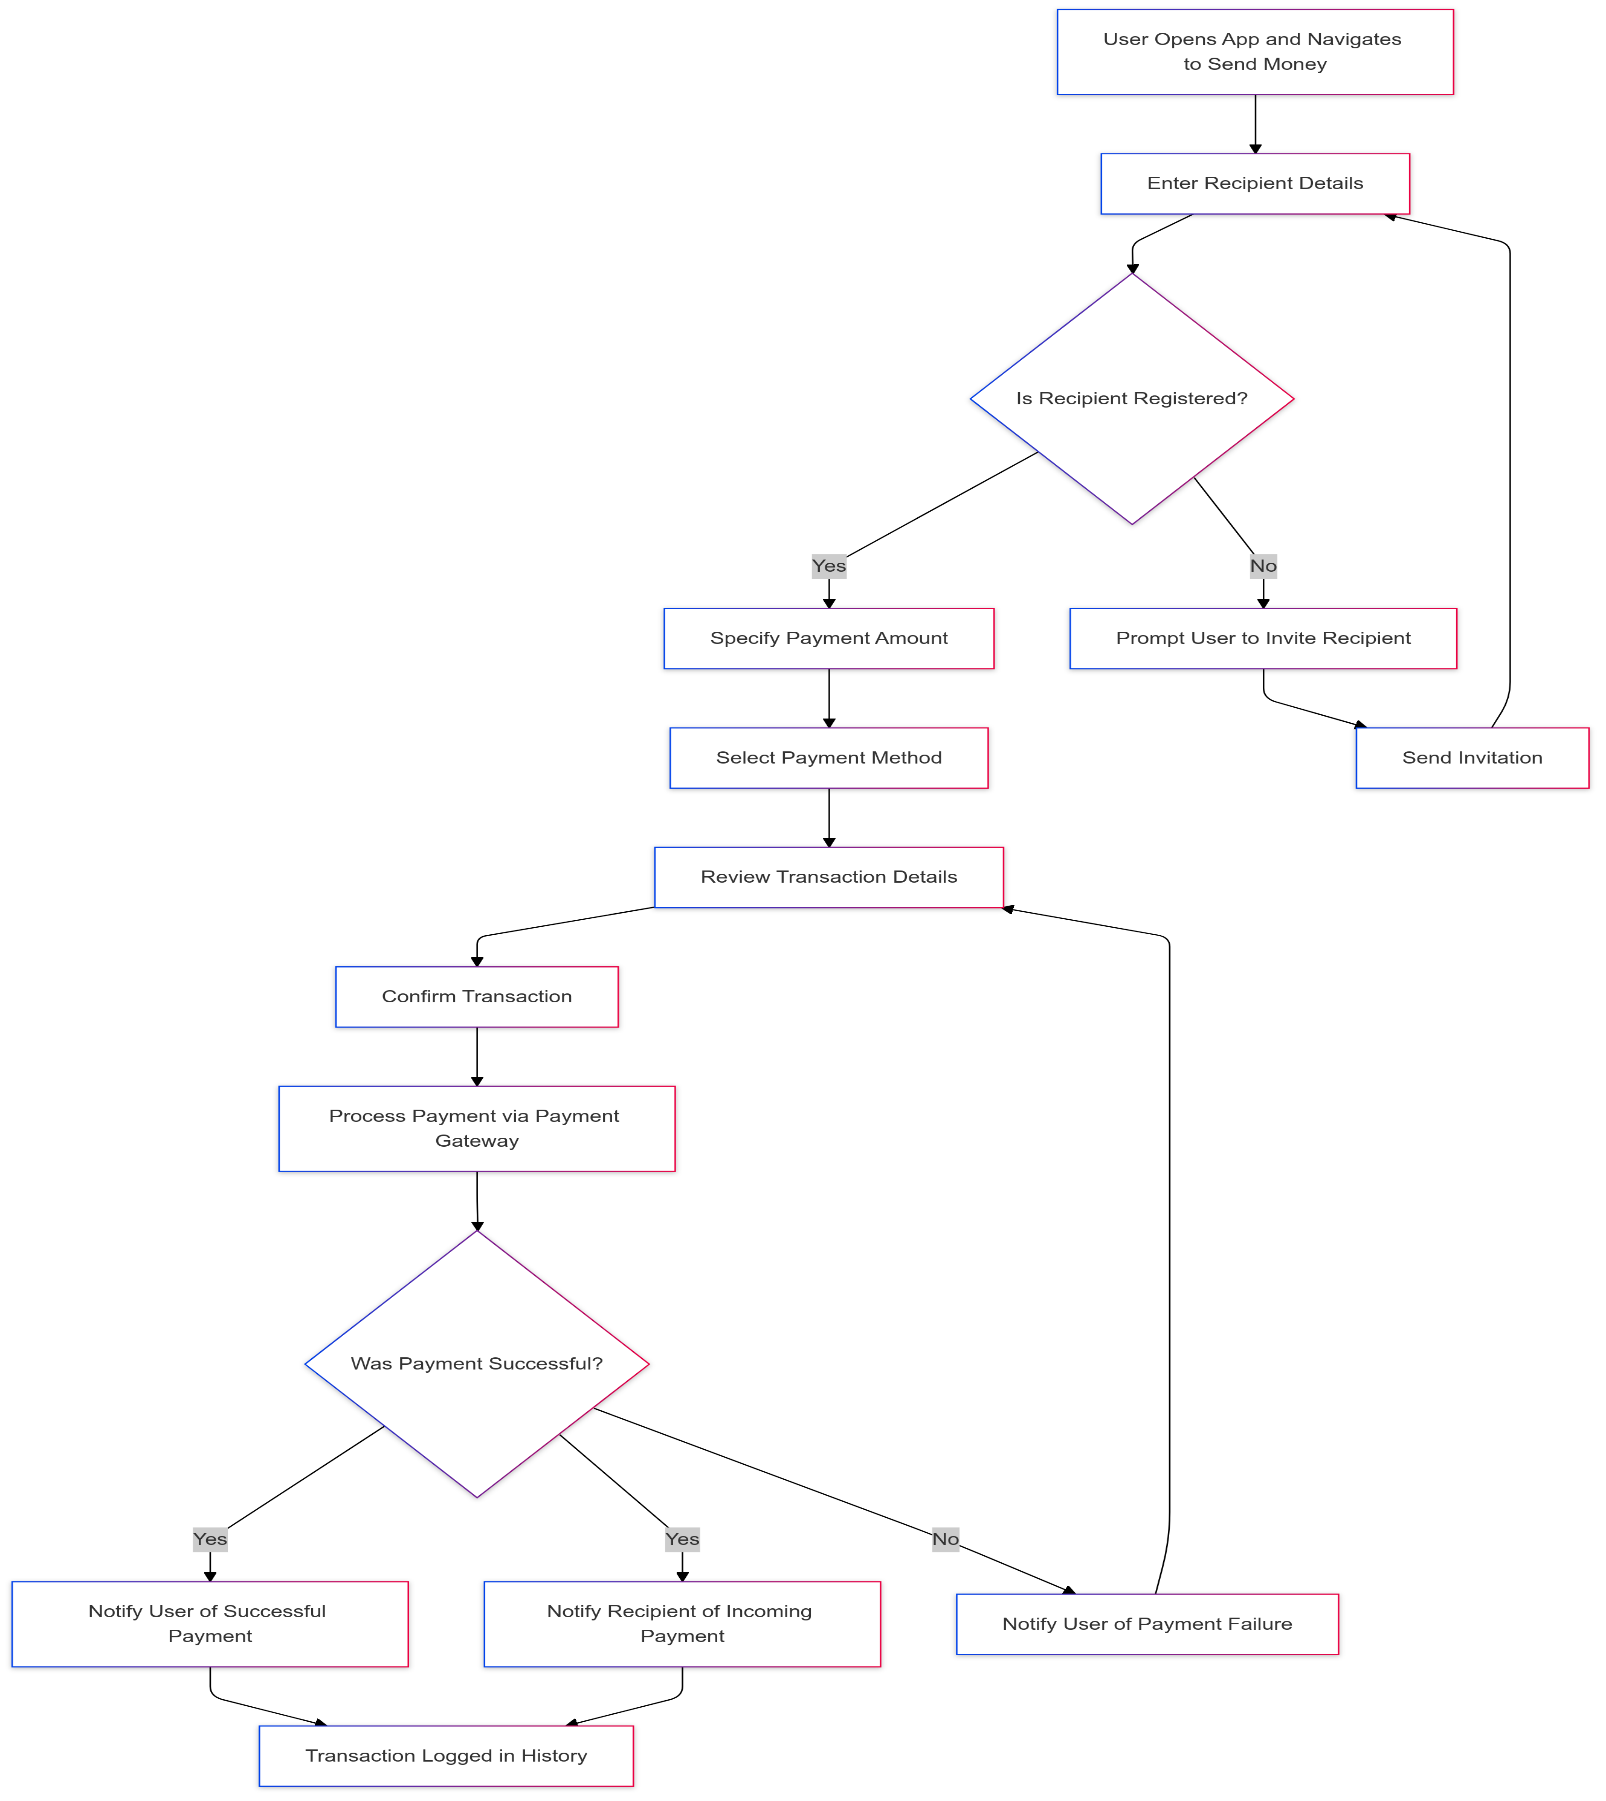 User Opens App and Navigates
to Send Money
Enter Recipient Details
Is Recipient Registered?
Yes
No
Specify Payment Amount
Prompt User to Invite Recipient
Select Payment Method
Send Invitation
Review Transaction Details
Confirm Transaction
Process Payment via Payment
Gateway
Was Payment Successful?
Yes
Yes
No
Notify User of Successful
Payment
Notify Recipient of Incoming
Payment
Notify User of Payment Failure
Transaction Logged in History